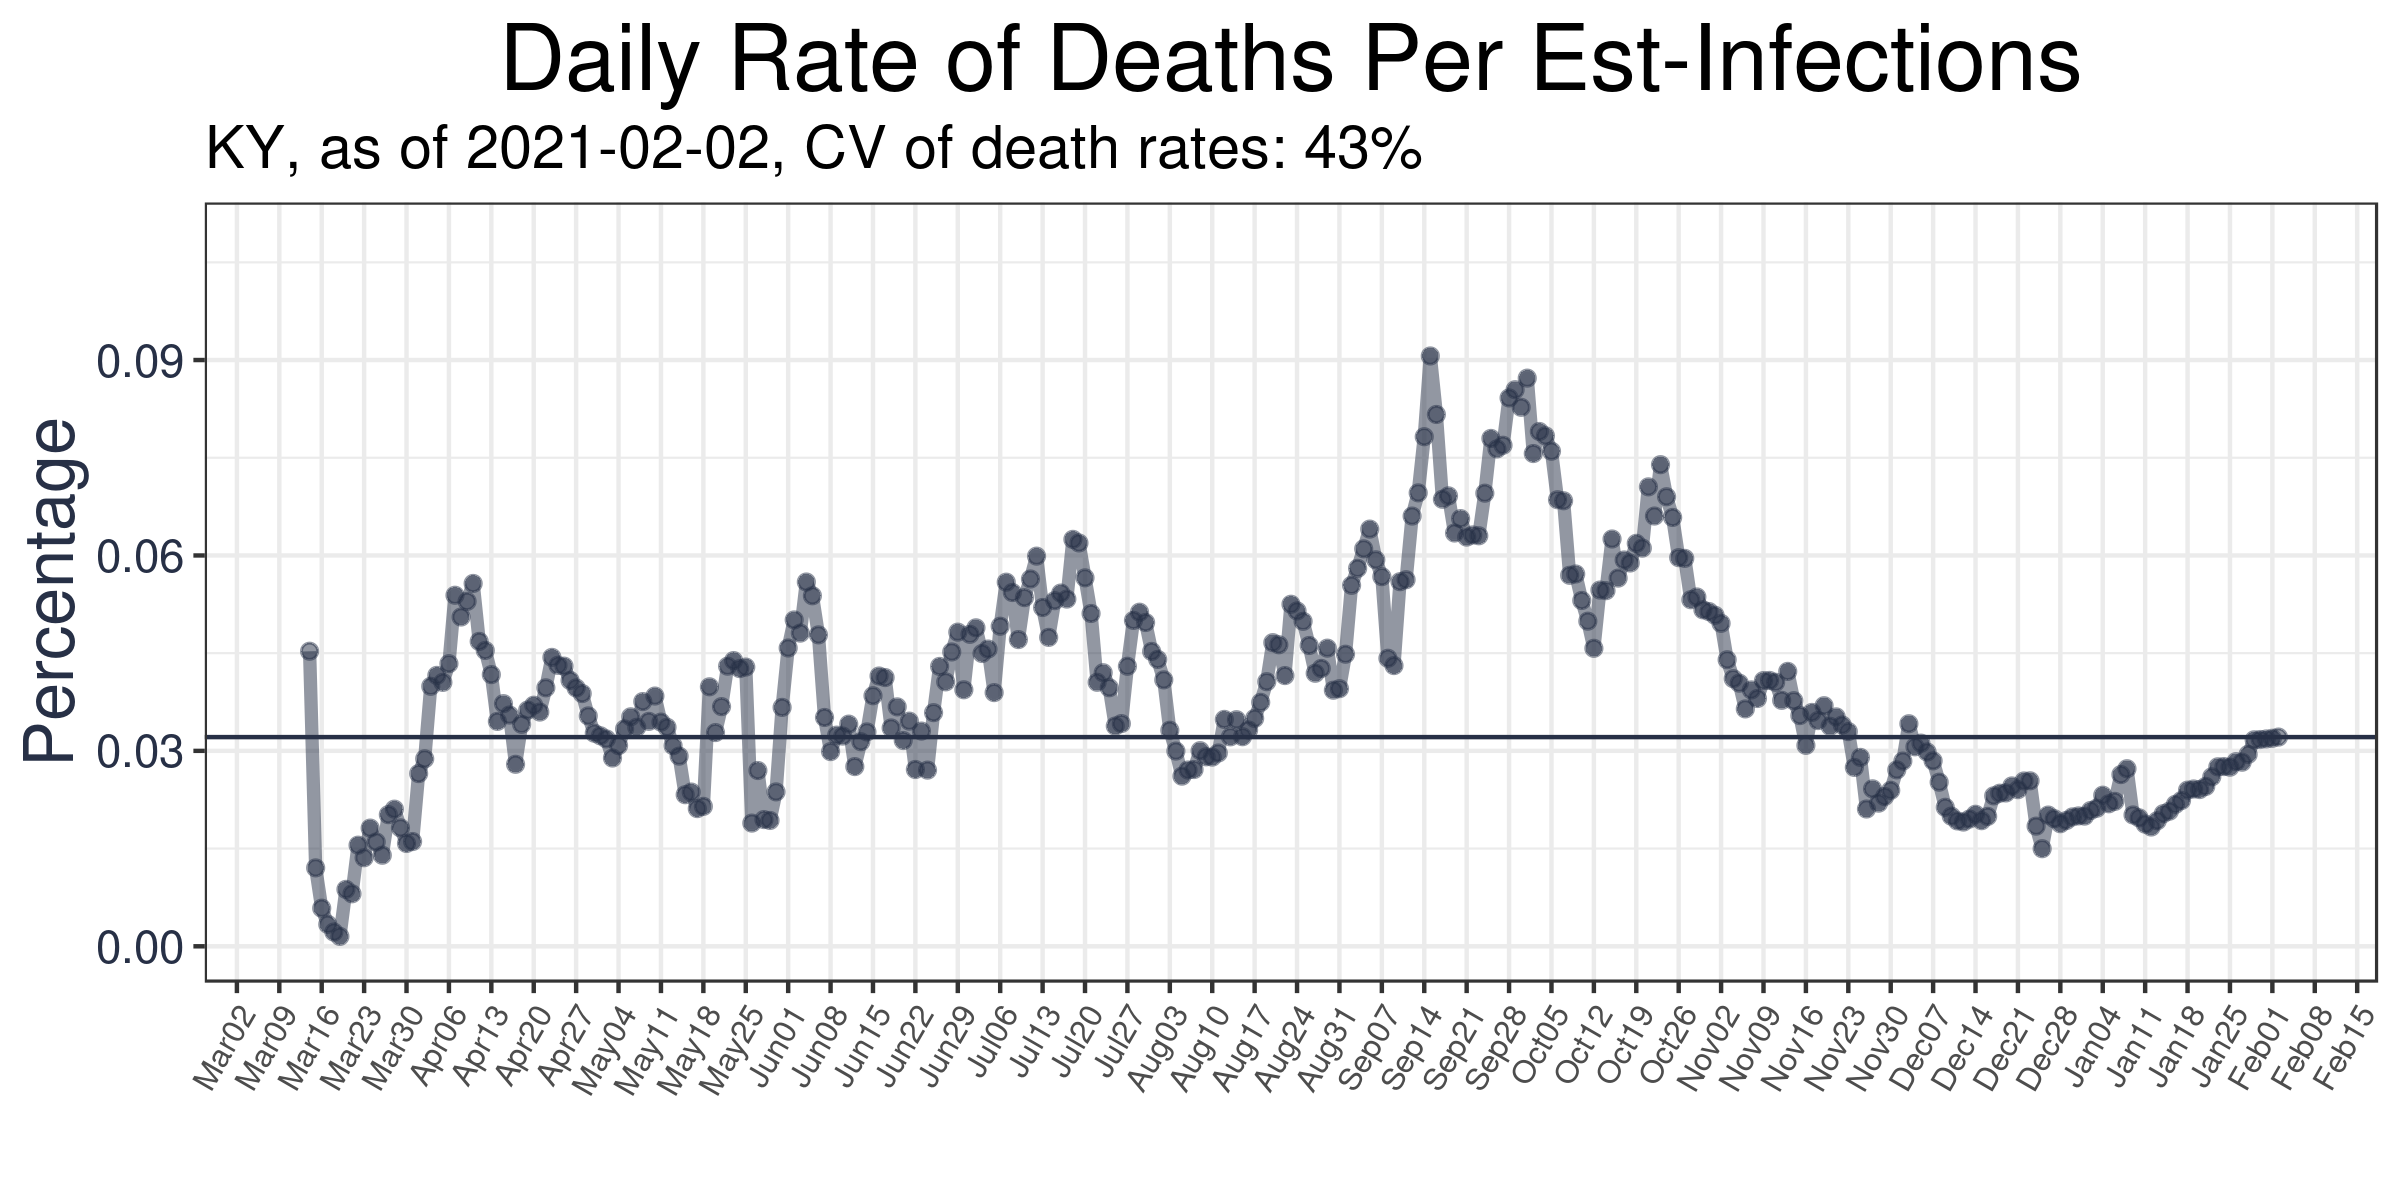 Daily Rate of Deaths Per Est-Infections
KY, as of 2021-02-02, CV of death rates: 43%
Percentage
0.09
0.06
0.03
0.00
Mar02
Mar09
Mar16
Mar23
Mar30
Apr06
Apr13
Apr20
Apr27
May04
May11
May18
May25
Jun01
Jun08
Jun15
Jun22
Jun29
Jul06
Jul13
Jul20
Jul27
Aug03
Aug10
Aug17
Aug24
Aug31
Sep07
Sep14
Sep21
Sep28
Oct05
Oct12
Oct19
Oct26
Nov02
Nov09
Nov16
Nov23
Nov30
Dec07
Dec14
Dec21
Dec28
Jan04
Jan11
Jan18
Jan25
Feb01
Feb08
Feb15